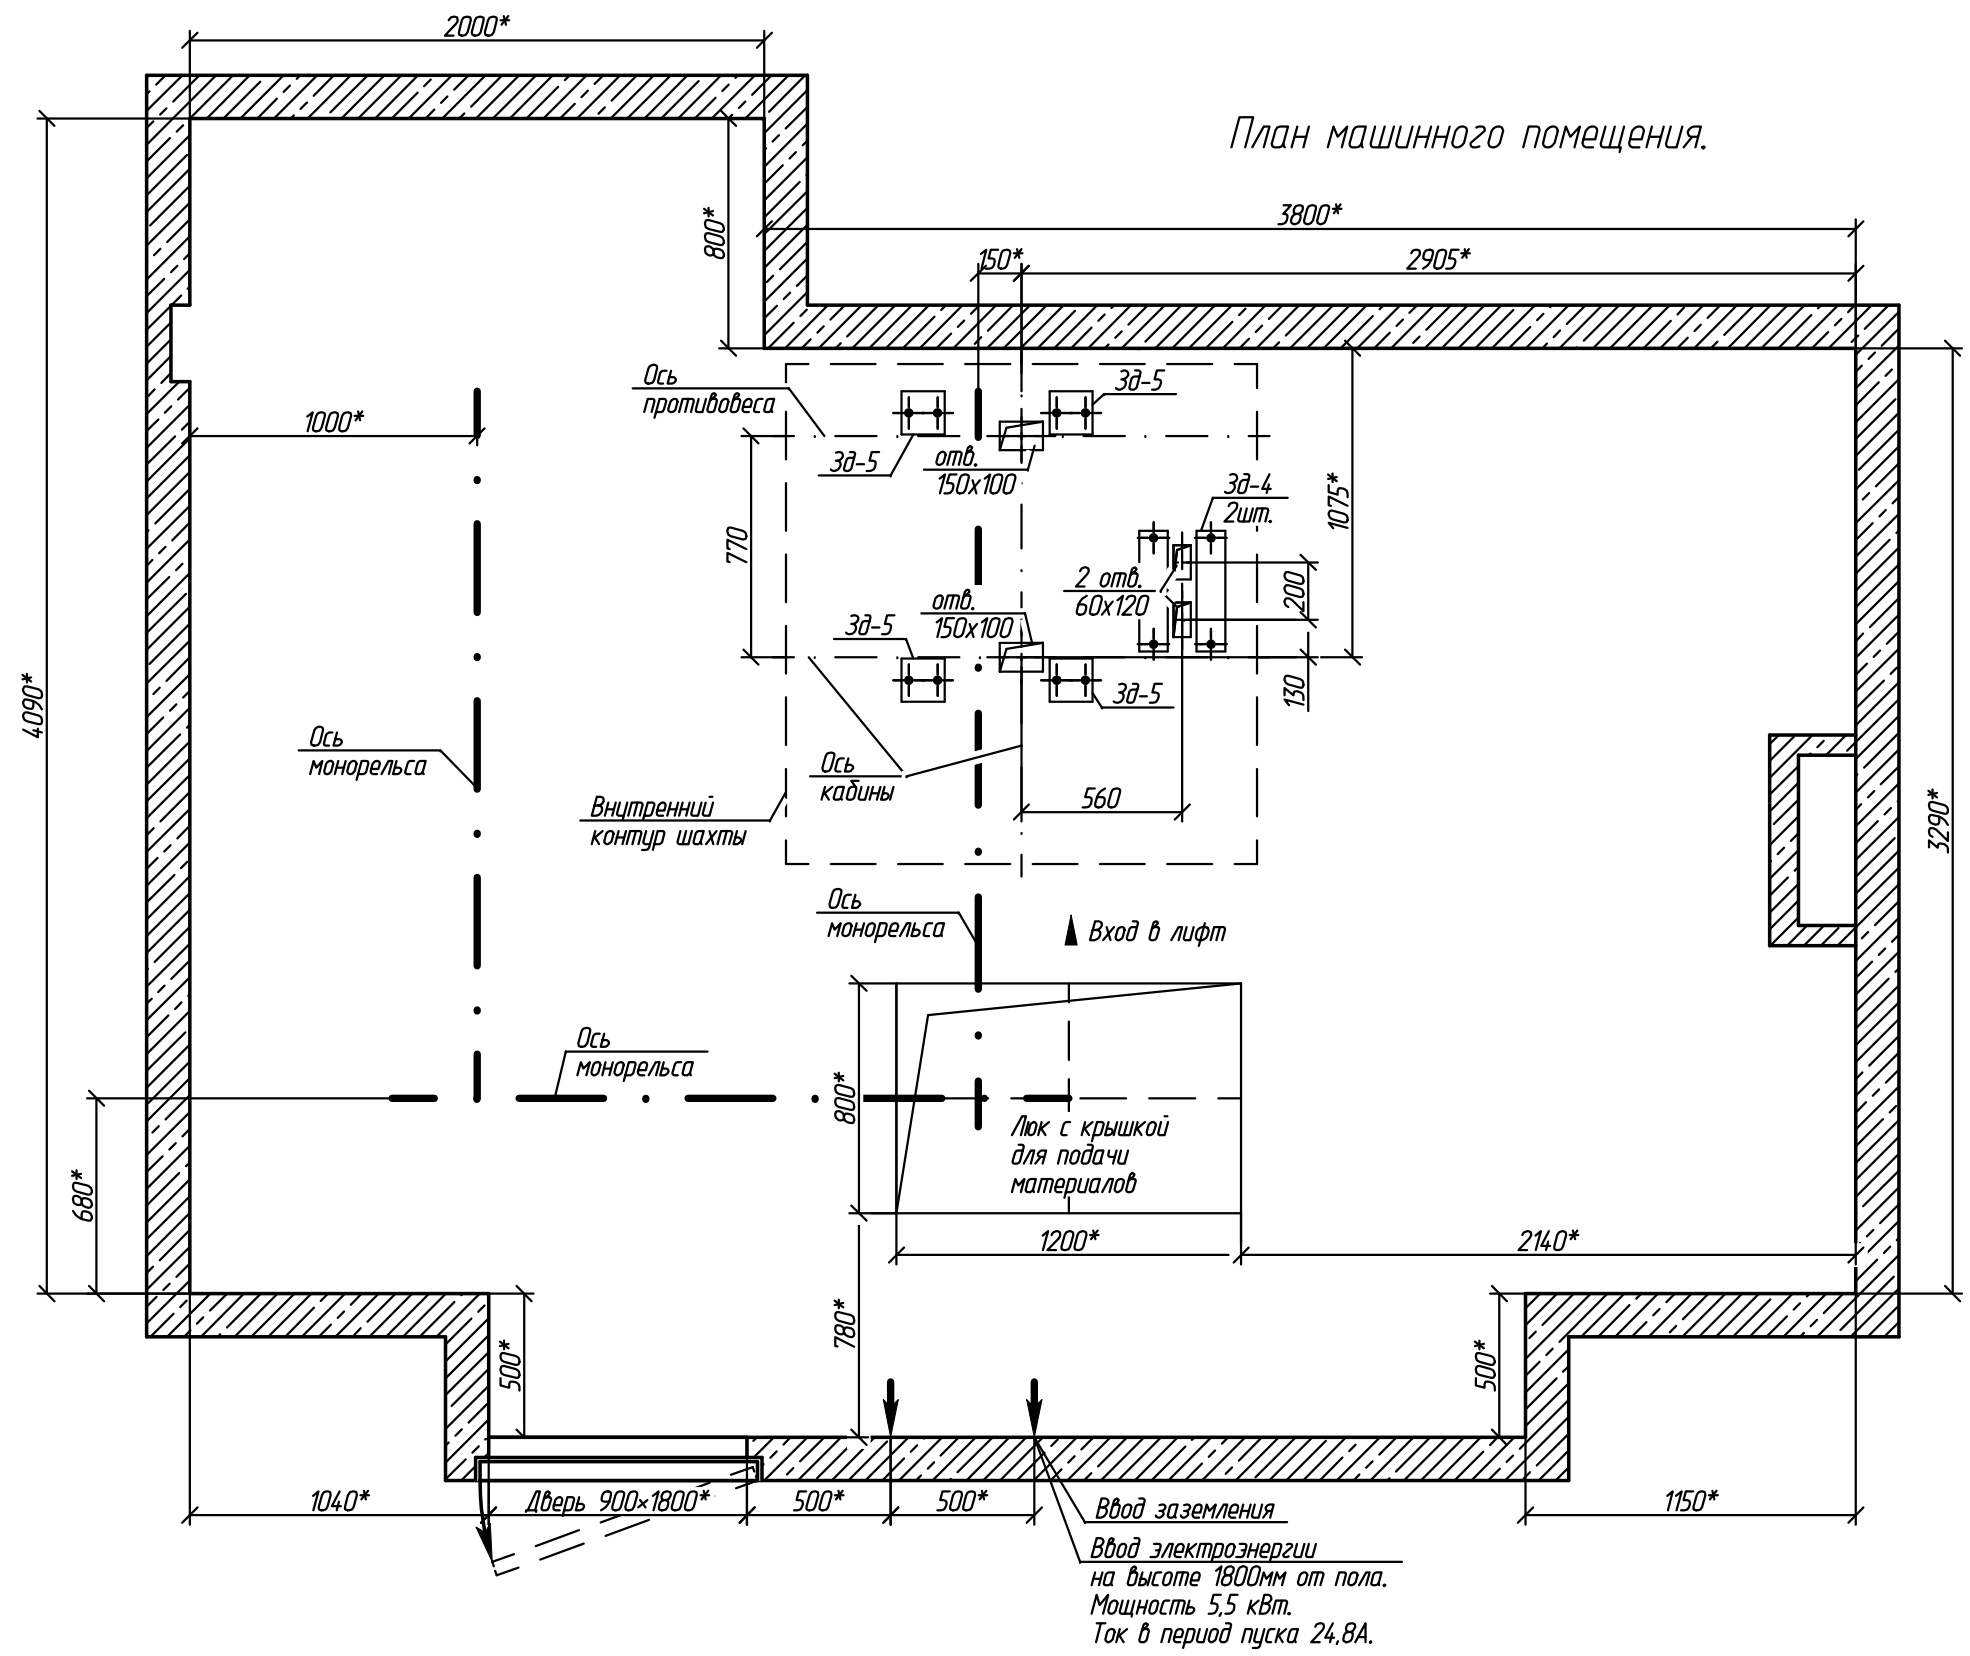 2000*
План машинного помещения.
800*
3800*
150*
2905*
Ось
противовеса
Зд-5
1000*
Зд-5
отв.
150х100
1075*
Зд-4
2шт.
770
2 отв.
60х120
200
отв.
150х100
Зд-5
Зд-5
130
4090*
Ось
монорельса
Ось
кабины
560
Внутренний
контур шахты
3290*
Ось
монорельса
Вход в лифт
Ось
монорельса
800*
Люк с крышкой
для подачи
материалов
680*
1200*
2140*
500*
780*
500*
1040*
Дверь 900×1800*
500*
500*
1150*
Ввод заземления
Ввод электроэнергии
на высоте 1800мм от пола.
Мощность 5,5 кВт.
Ток в период пуска 24,8А.